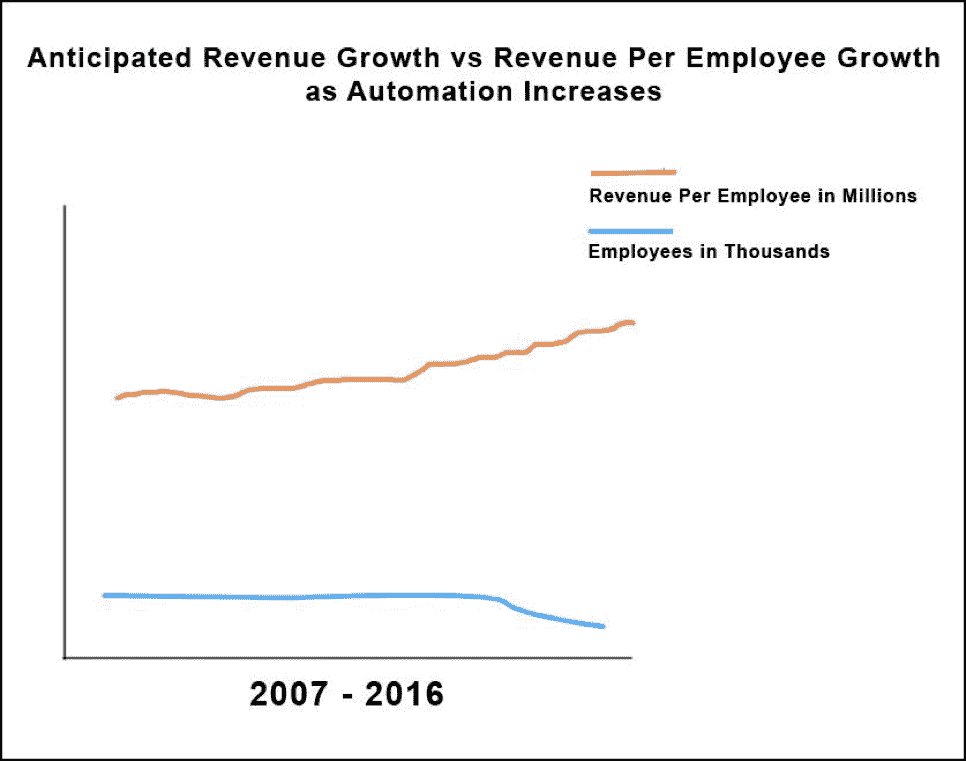 Anticipated Revenue Growth vs Revenue Per Employee Growth
as Automation Increases
Revenue Per Employee in Millions
Employees in Thousands
2007 - 2016